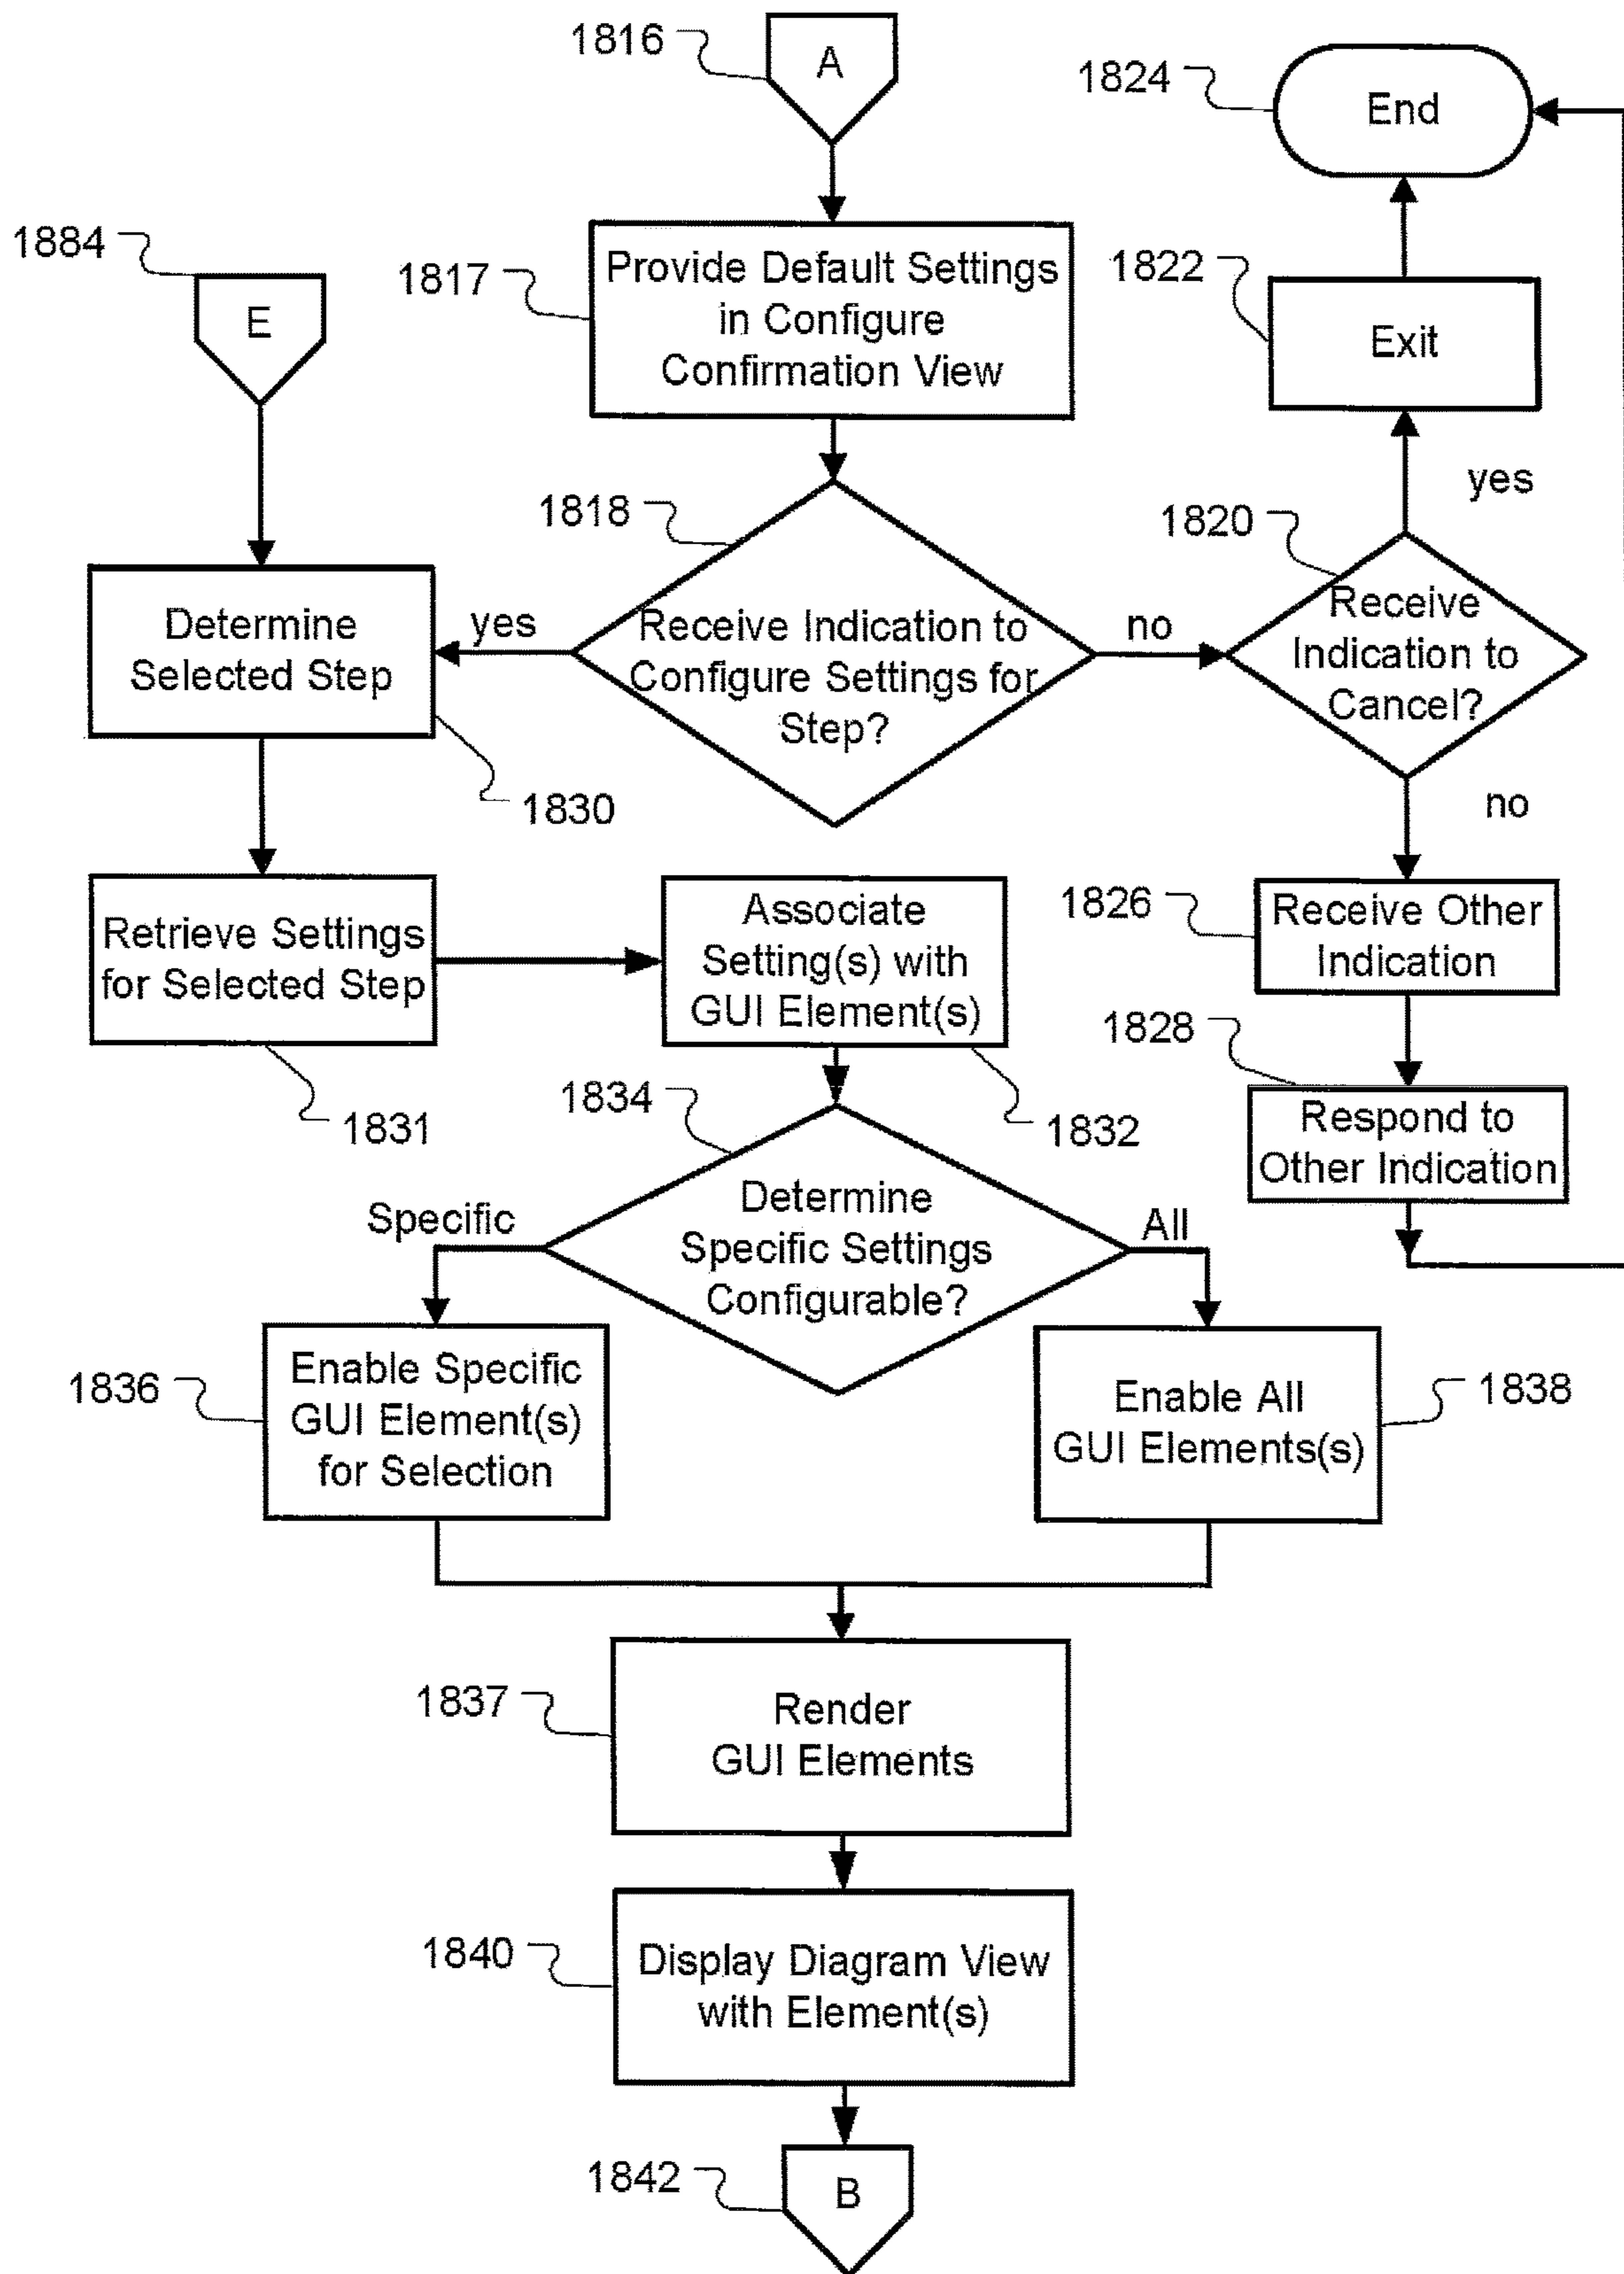 1816
A
1824
End
1884
E
1817
Provide Default Settings
in Configure
Confirmation View
1822
Exit
yes
1818
1820
Determine
Selected Step
yes
Receive Indication to
Configure Settings for
Step?
no
Receive
Indication to
Cancel?
1830
no
Retrieve Settings
for Selected Step
Associate
Setting(s) with
GUI Element(s)
1826
Receive Other
Indication
1828
1831
1834
1832
Respond to
Other Indication
Specific
Determine
Specific Settings
Configurable?
All
1836
Enable Specific
GUI Element(s)
for Selection
Enable All
GUI Elements(s)
1838
1837
Render
GUI Elements
1840
Display Diagram View
with Element(s)
1842
B